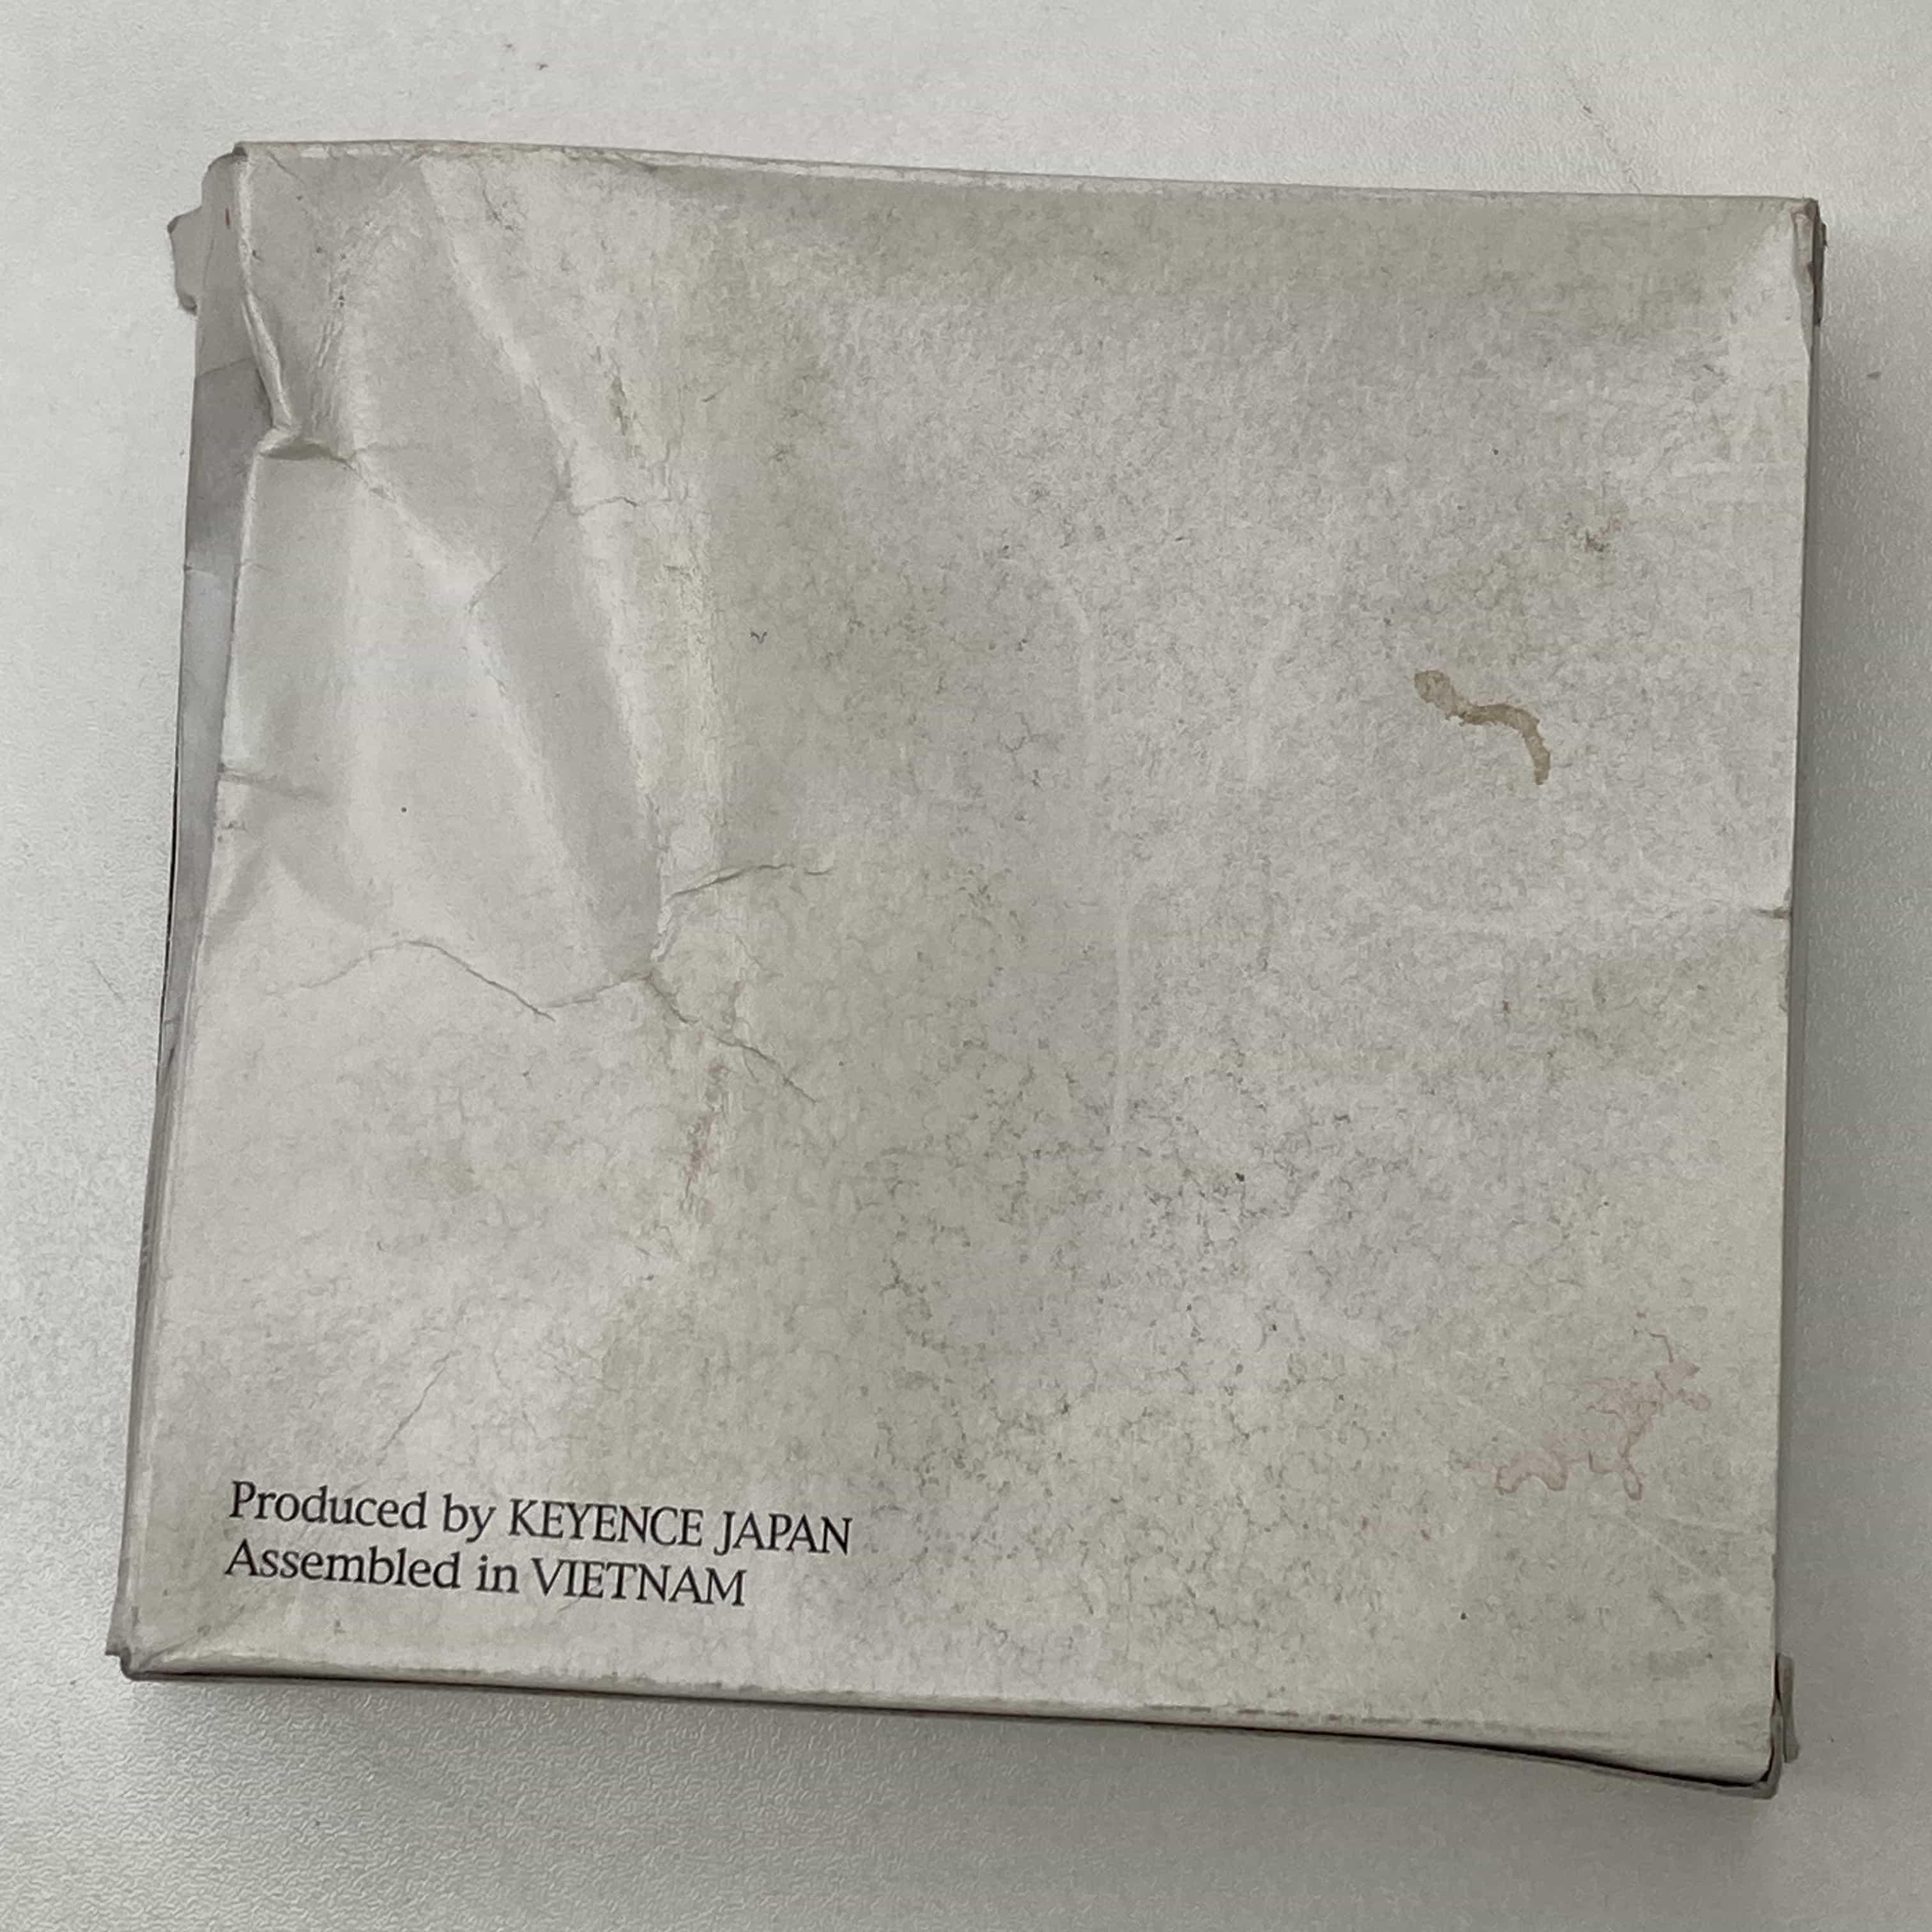 Produced by KEYENCE JAPAN
Assembled in VIETNAM